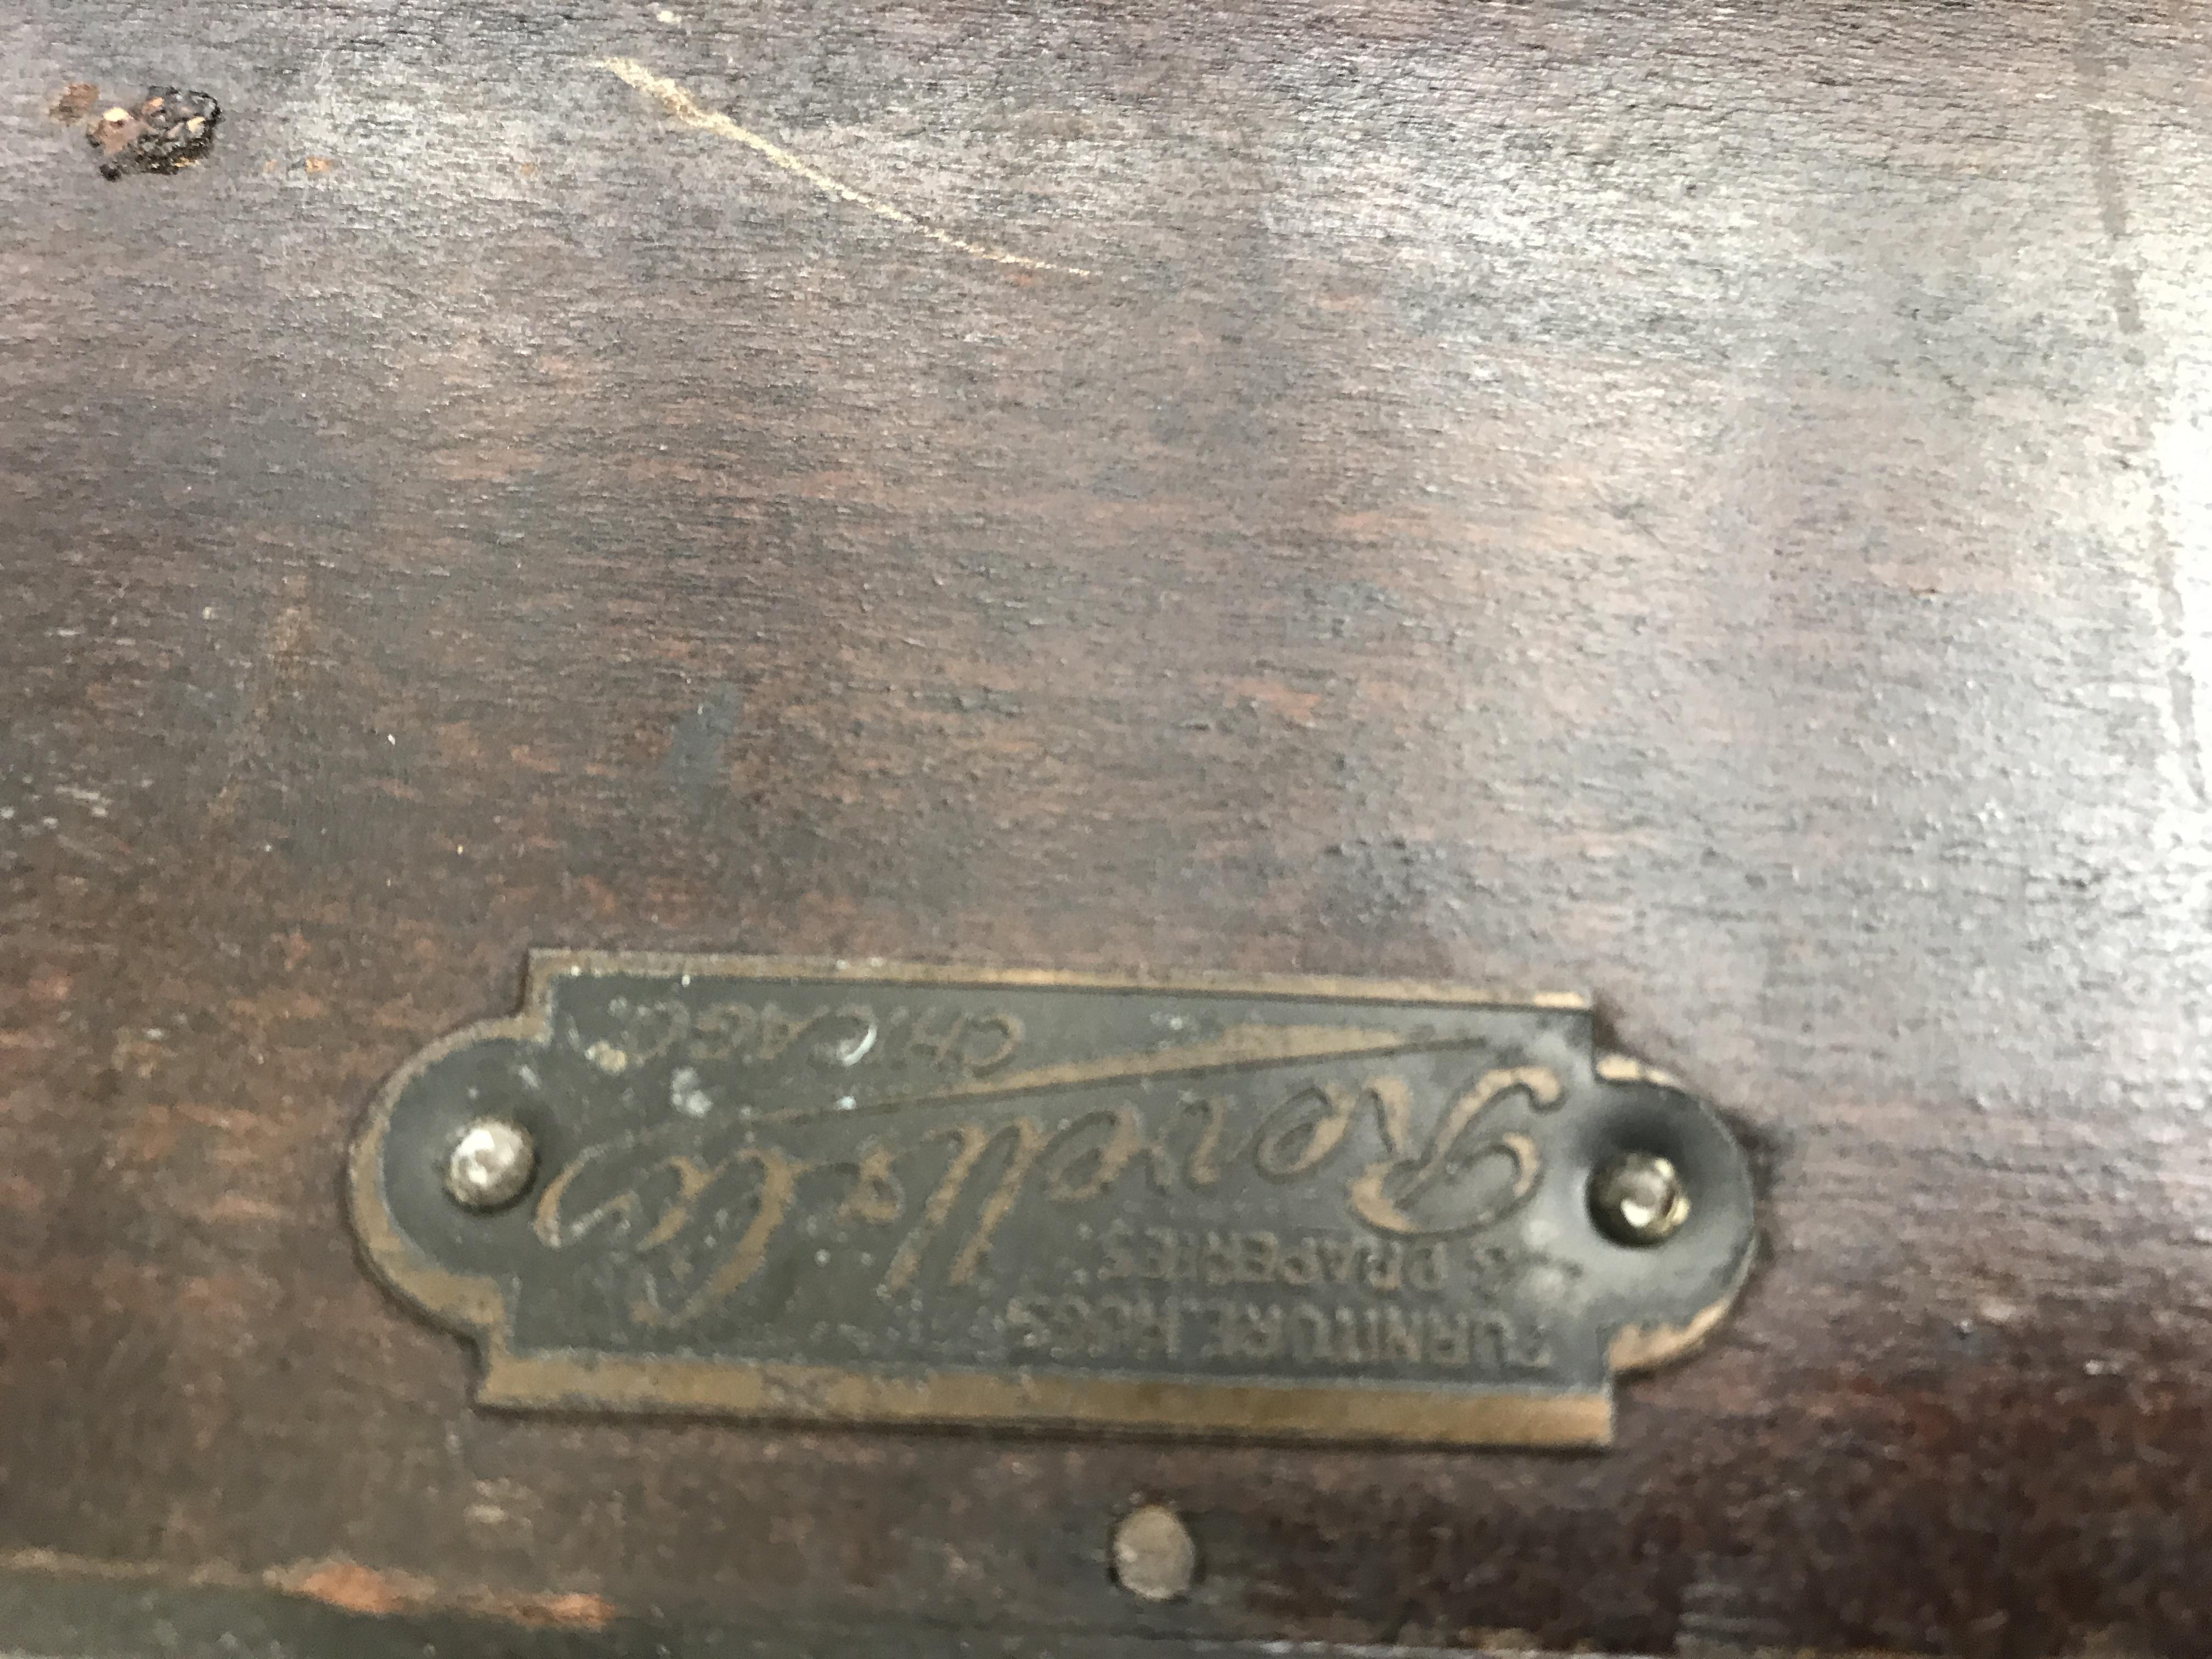 FURNITURE, RUGS
& DRAPERIES
Revell & Co
CHICAGO